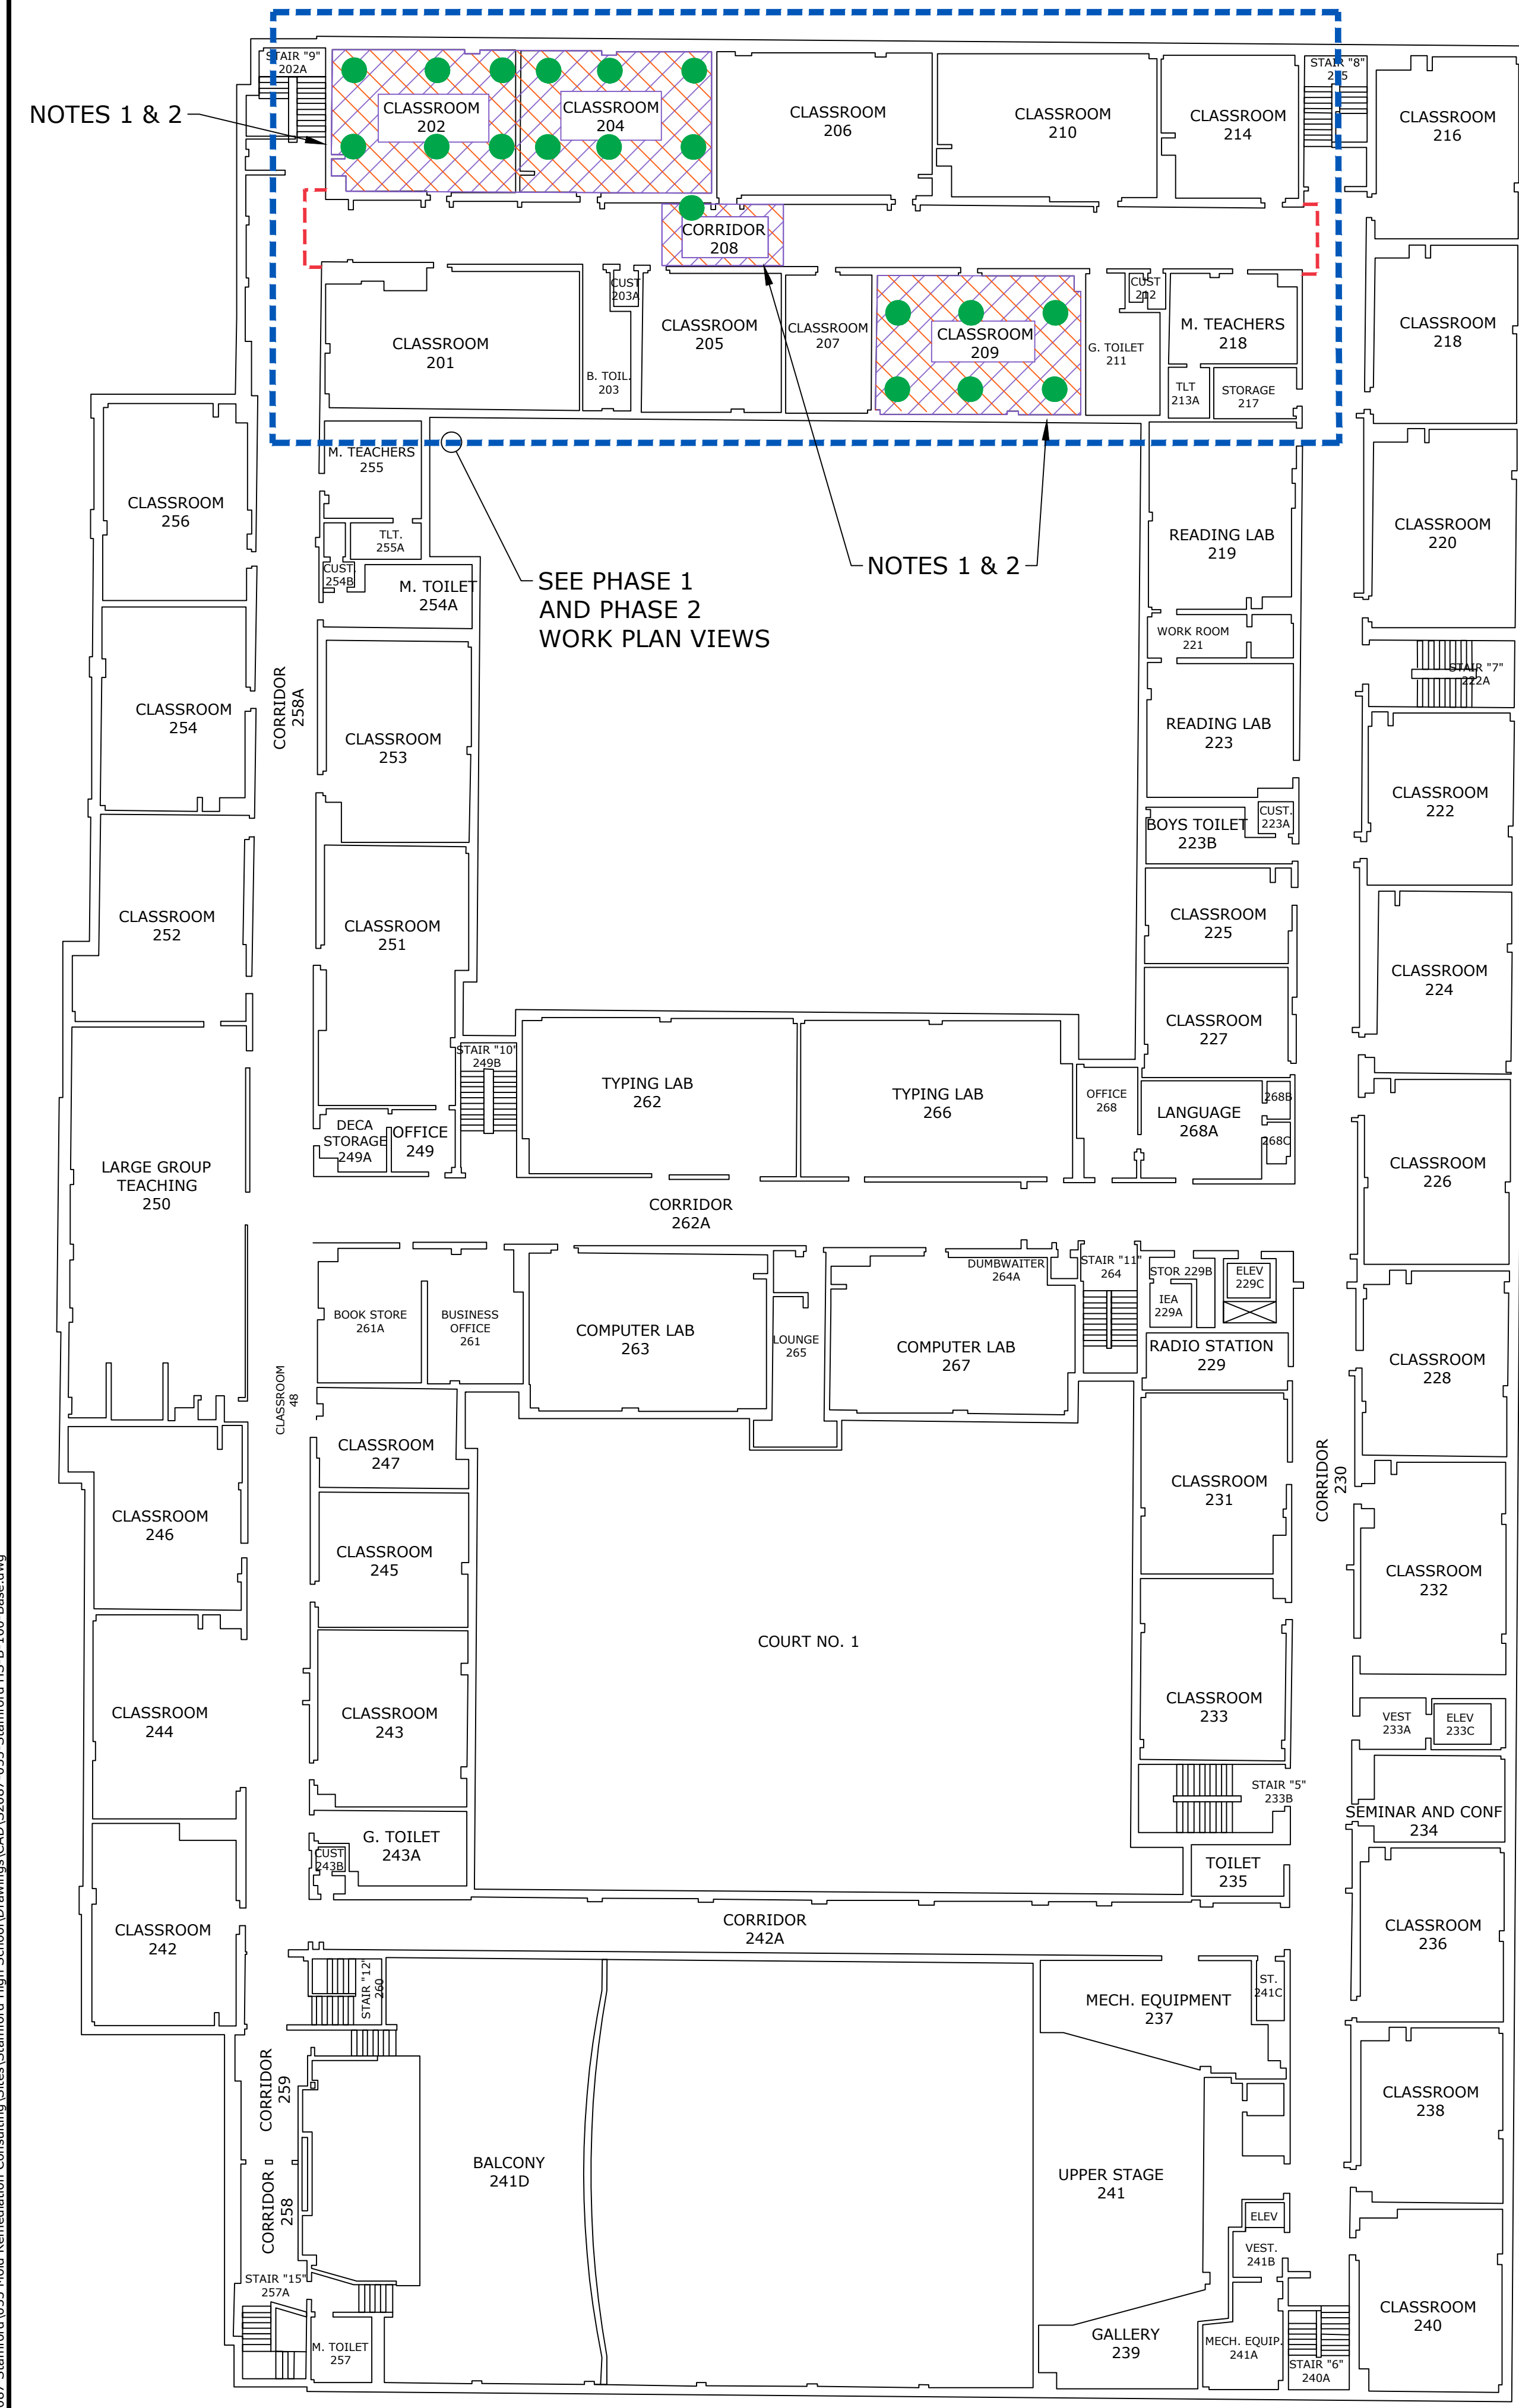 STAIR "9"
202A
NOTES 1 & 2
CLASSROOM
202
CLASSROOM
204
CLASSROOM
206
CLASSROOM
210
CLASSROOM
214
CLASSROOM
216
CORRIDOR
208
CLASSROOM
201
B. TOIL.
203
CUST
203A
CLASSROOM
205
CLASSROOM
207
CLASSROOM
209
G. TOILET
211
CUST
212
M. TEACHERS
218
TLT
213A
STORAGE
217
CLASSROOM
218
M. TEACHERS
255
TLT.
255A
CUST.
254B
M. TOILET
254A
SEE PHASE 1
AND PHASE 2
WORK PLAN VIEWS
NOTES 1 & 2
READING LAB
219
WORK ROOM
221
CLASSROOM
220
STAIR "7"
222A
CLASSROOM
256
CLASSROOM
254
CORRIDOR
258A
CLASSROOM
253
READING LAB
223
CLASSROOM
222
BOYS TOILET
223B
CUST.
223A
CLASSROOM
252
CLASSROOM
251
CLASSROOM
225
CLASSROOM
224
CLASSROOM
227
STAIR "10"
249B
TYPING LAB
262
TYPING LAB
266
OFFICE
268
LANGUAGE
268A
268B
268C
DECA
STORAGE
249A
OFFICE
249
LARGE GROUP
TEACHING
250
CLASSROOM
226
CORRIDOR
262A
BOOK STORE
261A
BUSINESS
OFFICE
261
COMPUTER LAB
263
LOUNGE
265
COMPUTER LAB
267
DUMBWAITER
264A
STAIR "11"
264
STOR 229B
IEA
229A
ELEV
229C
RADIO STATION
229
CLASSROOM
228
CLASSROOM
48
CLASSROOM
247
CLASSROOM
246
CLASSROOM
245
CLASSROOM
231
CORRIDOR
230
CLASSROOM
232
COURT NO. 1
CLASSROOM
244
CLASSROOM
243
CLASSROOM
233
VEST
233A
ELEV
233C
STAIR "5"
233B
SEMINAR AND CONF
234
G. TOILET
243A
CUST
243B
TOILET
235
CLASSROOM
242
CORRIDOR
242A
CLASSROOM
236
STAIR "12"
260
MECH. EQUIPMENT
237
ST.
241C
CORRIDOR
259
CLASSROOM
238
CORRIDOR
258
BALCONY
241D
UPPER STAGE
241
ELEV
VEST.
241B
STAIR "15"
257A
M. TOILET
257
GALLERY
239
MECH. EQUIP.
241A
STAIR "6"
240A
CLASSROOM
240